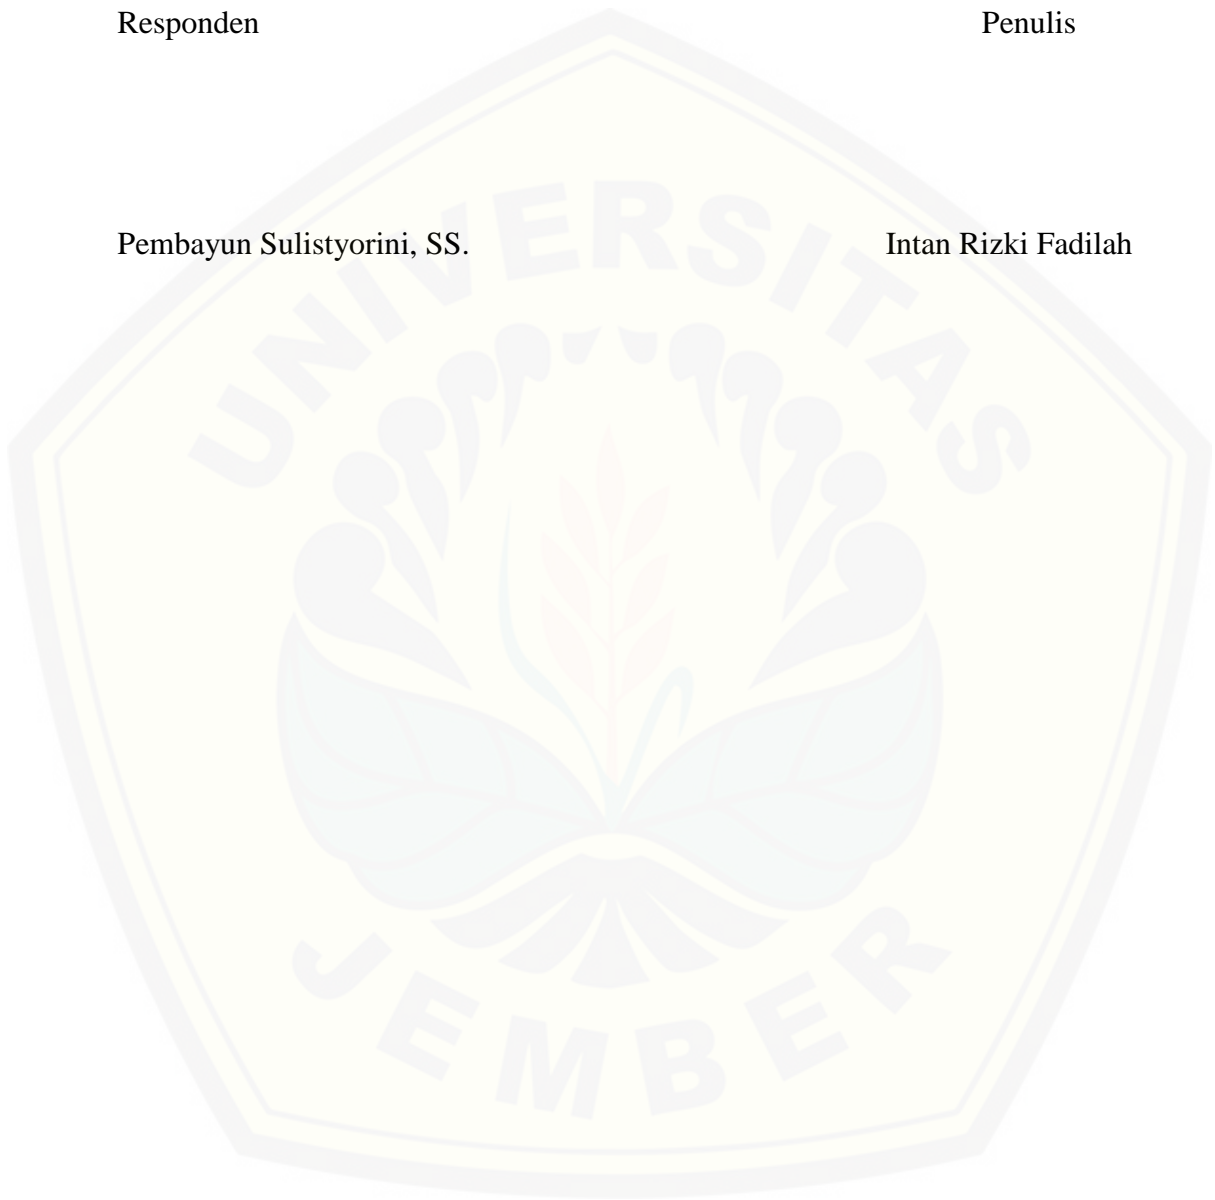 Responden Penulis
Pembayun Sulistyorini, SS. Intan Rizki Fadilah
UNIVERSITAS
JEMBER